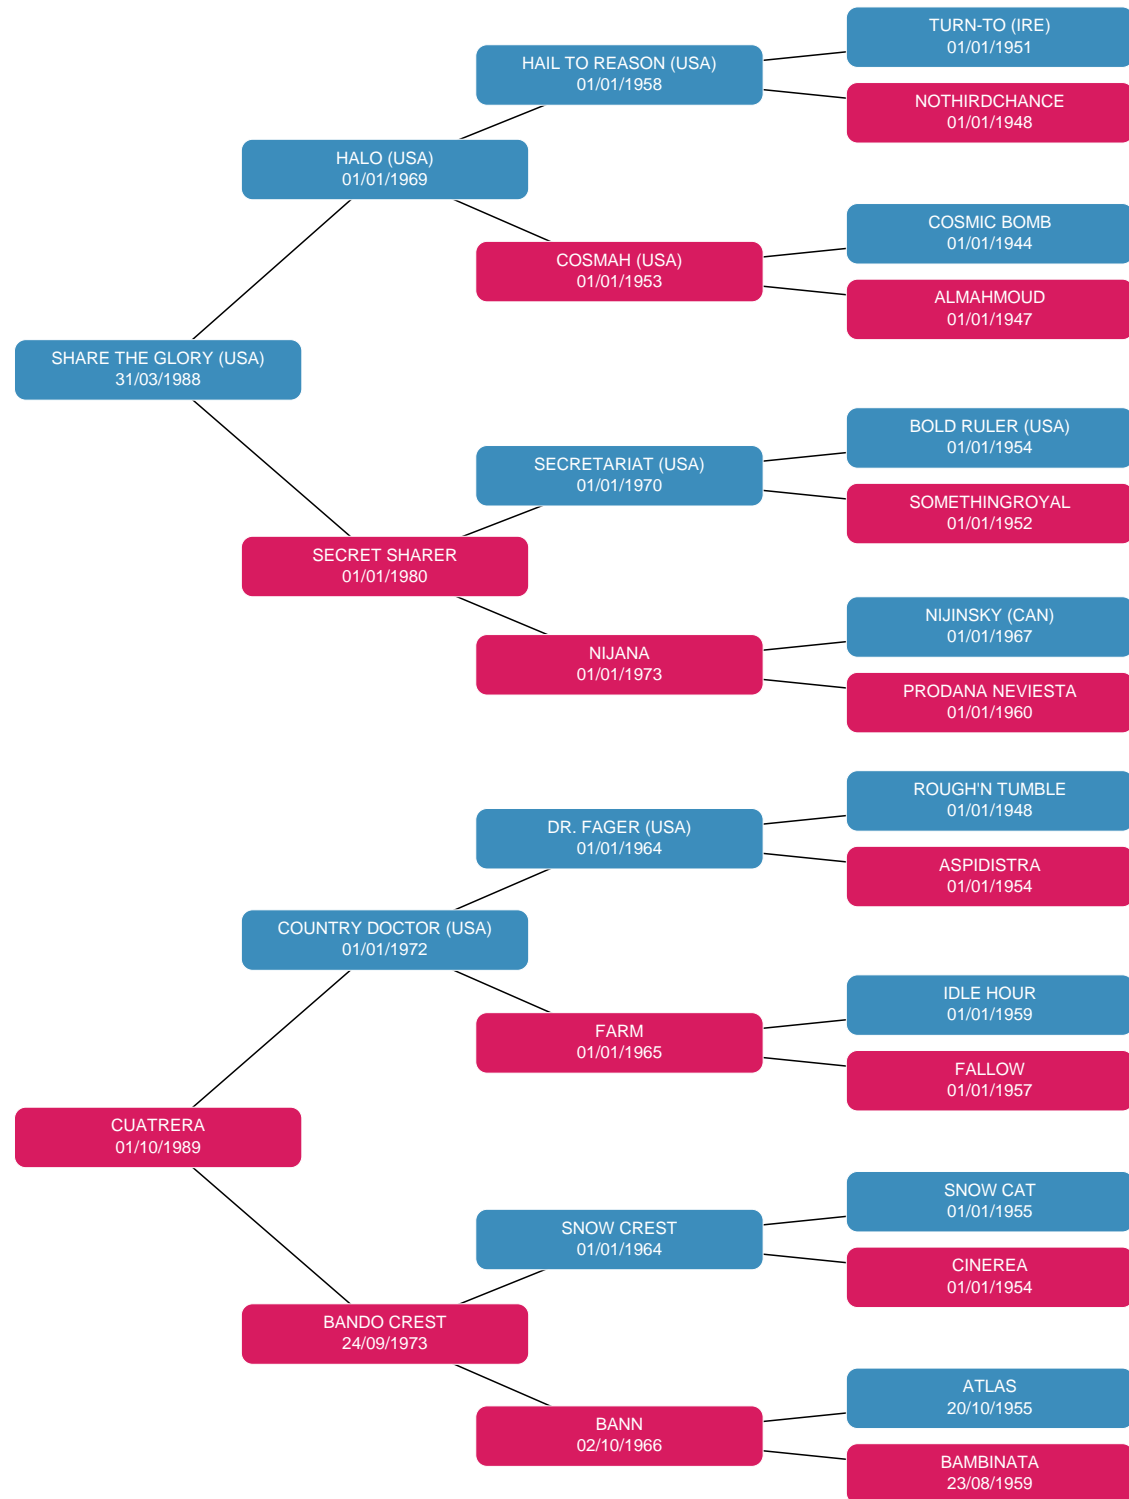 TURN-TO (IRE)
01/01/1951
HAIL TO REASON (USA)
01/01/1958
NOTHIRDCHANCE
01/01/1948
HALO (USA)
01/01/1969
COSMIC BOMB
01/01/1944
COSMAH (USA)
01/01/1953
ALMAHMOUD
01/01/1947
SHARE THE GLORY (USA)
31/03/1988
BOLD RULER (USA)
01/01/1954
SECRETARIAT (USA)
01/01/1970
SOMETHINGROYAL
01/01/1952
SECRET SHARER
01/01/1980
NIJINSKY (CAN)
01/01/1967
NIJANA
01/01/1973
PRODANA NEVIESTA
01/01/1960
ROUGH'N TUMBLE
01/01/1948
DR. FAGER (USA)
01/01/1964
ASPIDISTRA
01/01/1954
COUNTRY DOCTOR (USA)
01/01/1972
IDLE HOUR
01/01/1959
FARM
01/01/1965
FALLOW
01/01/1957
CUATRERA
01/10/1989
SNOW CAT
01/01/1955
SNOW CREST
01/01/1964
CINEREA
01/01/1954
BANDO CREST
24/09/1973
ATLAS
20/10/1955
BANN
02/10/1966
BAMBINATA
23/08/1959